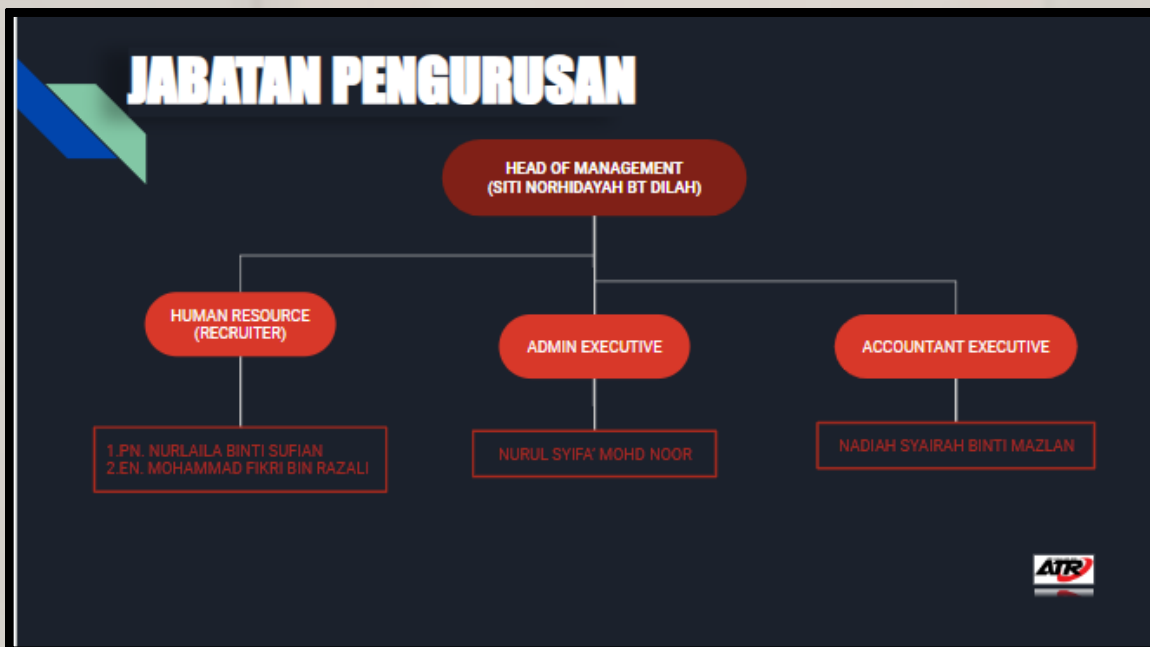 JABATAN PENGURUSAN
HEAD OF MANAGEMENT
(SITI NORHIDAYAH BT DILAH)
HUMAN RESOURCE
(RECRUITER)
ADMIN EXECUTIVE
ACCOUNTANT EXECUTIVE
1.PN. NURLAILA BINTI SUFIAN
2.EN. MOHAMMAD FIKRI BIN RAZALI
NURUL SYIFA' MOHD NOOR
NADIAH SYAIRAH BINTI MAZLAN
ATR